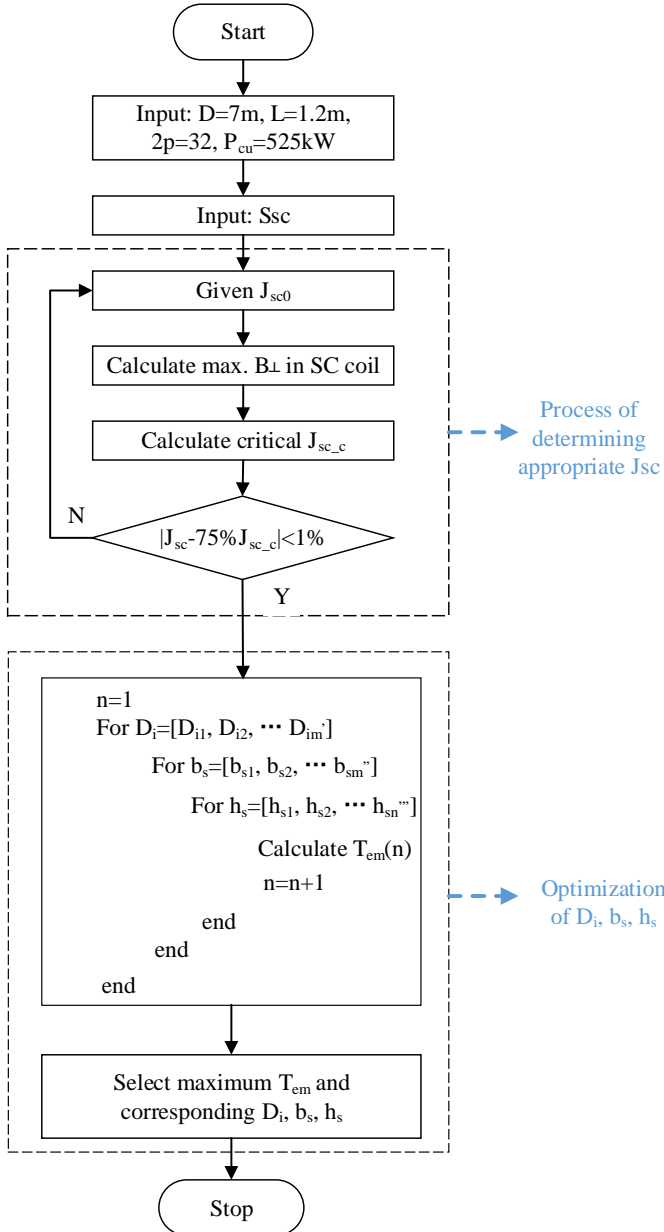 Start
Input: D=7m, L=1.2m,
2p=32, Pcu=525kW
Input: Ssc
Given Jsc0
Calculate max. B⊥ in SC coil
Calculate critical Jsc_c
N
|Jsc-75%Jsc_c|<1%
Y
Process of
determining
appropriate Jsc
n=1
For Di=[Di1, Di2, ··· Dim’]
For bs=[bs1, bs2, ··· bsm”]
For hs=[hs1, hs2, ··· hsn’”]
Calculate Tem(n)
n=n+1
end
end
end
Optimization
of Di, bs, hs
Select maximum Tem and
corresponding Di, bs, hs
Stop